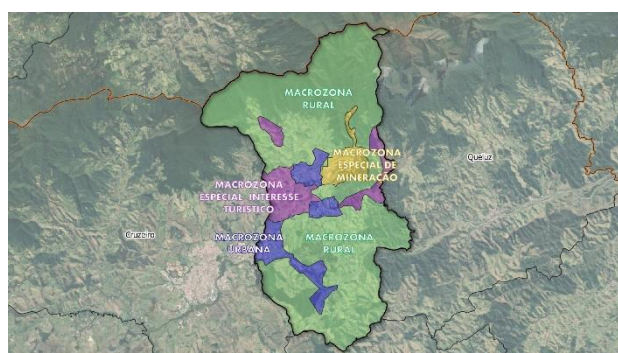 MACROZONA
RURAL
MACROZONA
ESPECIAL DE
MINERAÇÃO
Queluz
MACROZONA
ESPECIAL INTERESSE
TURÍSTICO
Cruzeiro
MACROZONA
URBANA
MACROZONA
RURAL